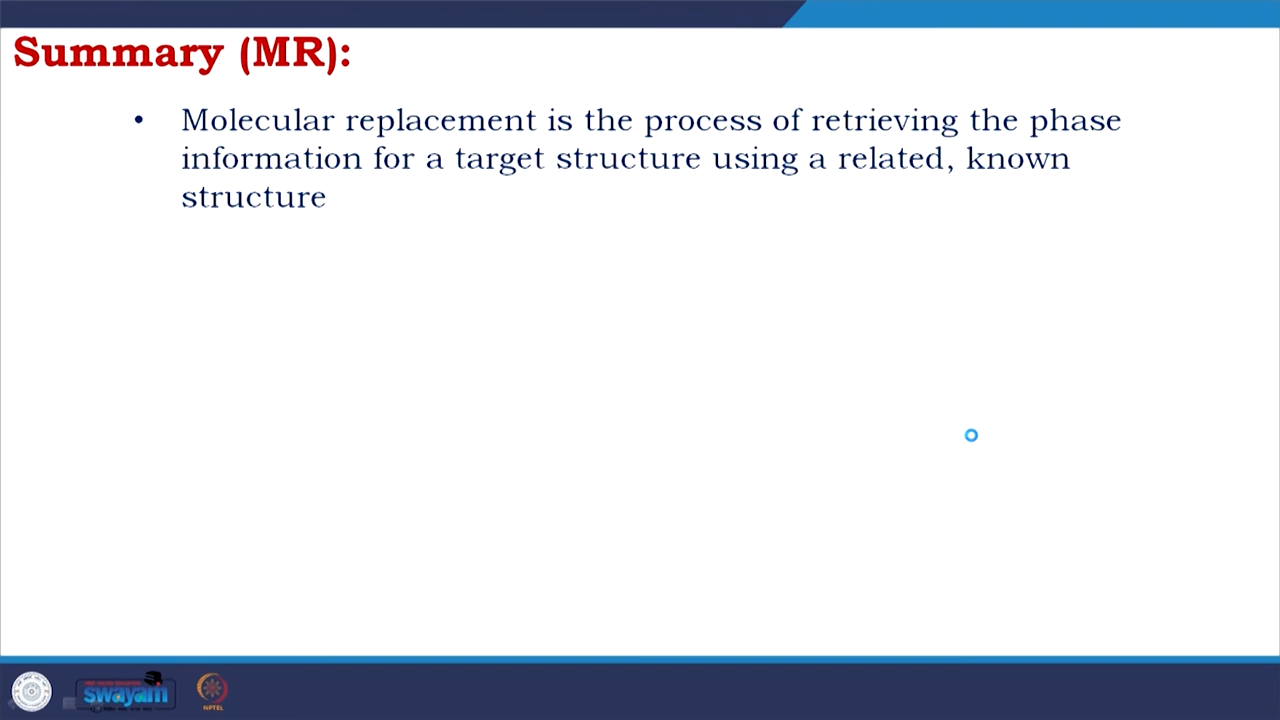 Summary (MR):
• Molecular replacement is the process of retrieving the phase
information for a target structure using a related, known
structure
swayam
NPTEL